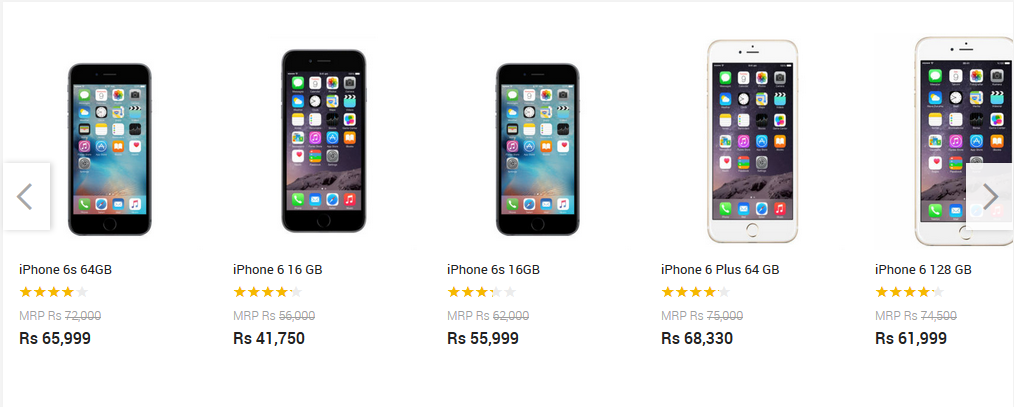 iPhone 6s 64GB
MRP Rs 72,000
Rs 65,999
iPhone 6 16 GB
MRP Rs 56,000
Rs 41,750
iPhone 6s 16GB
MRP Rs 62,000
Rs 55,999
iPhone 6 Plus 64 GB
MRP Rs 75,000
Rs 68,330
iPhone 6 128 GB
MRP Rs 74,500
Rs 61,999